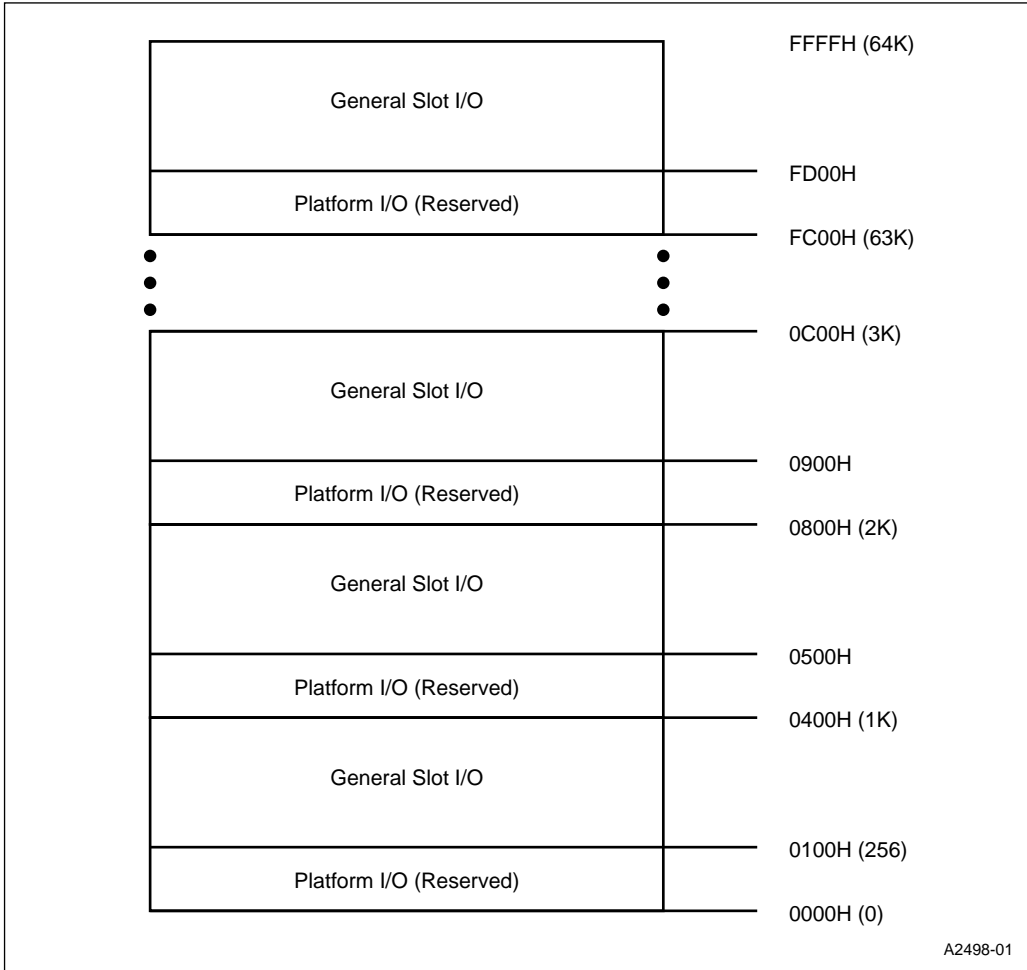 FFFFH (64K)
General Slot I/O
FD00H
Platform I/O (Reserved)
FC00H (63K)
0C00H (3K)
General Slot I/O
0900H
Platform I/O (Reserved)
0800H (2K)
General Slot I/O
0500H
Platform I/O (Reserved)
0400H (1K)
General Slot I/O
0100H (256)
Platform I/O (Reserved)
0000H (0)
A2498-01